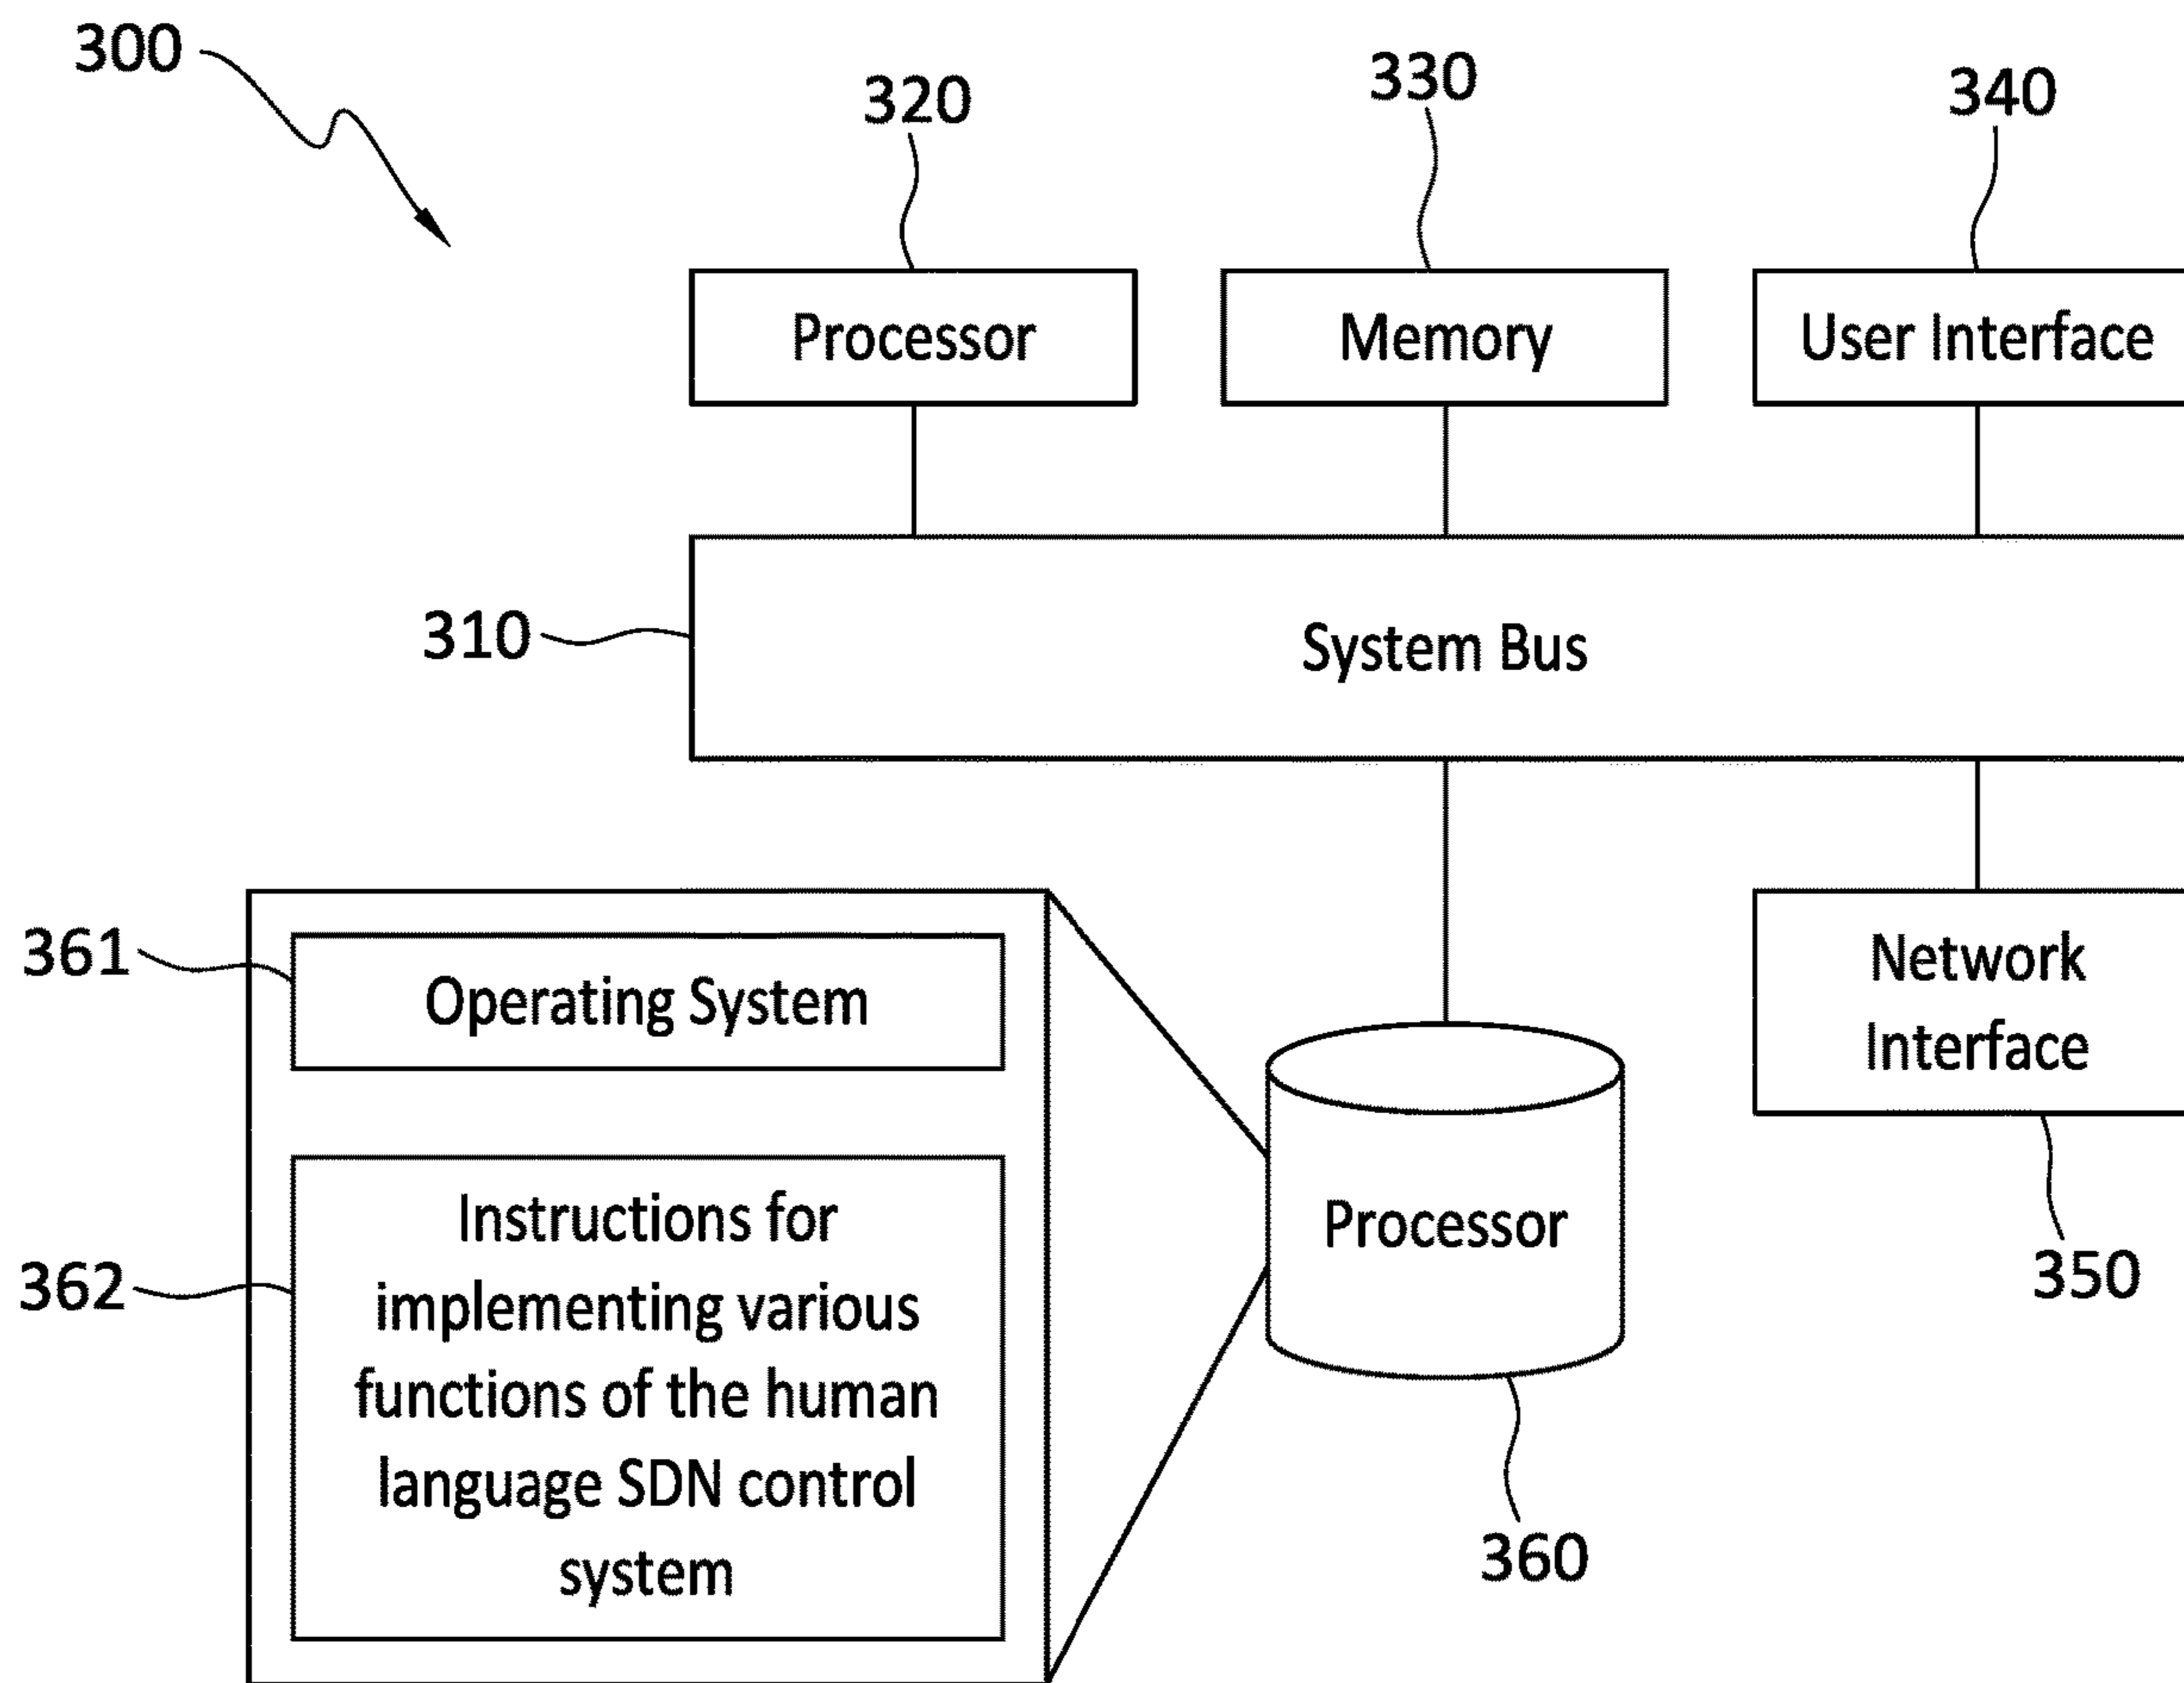 300
320
330
340
Processor
Memory
User Interface
310
System Bus
361
Operating System
Network
Interface
362
Instructions for
implementing various
functions of the human
language SDN control
system
Processor
350
360